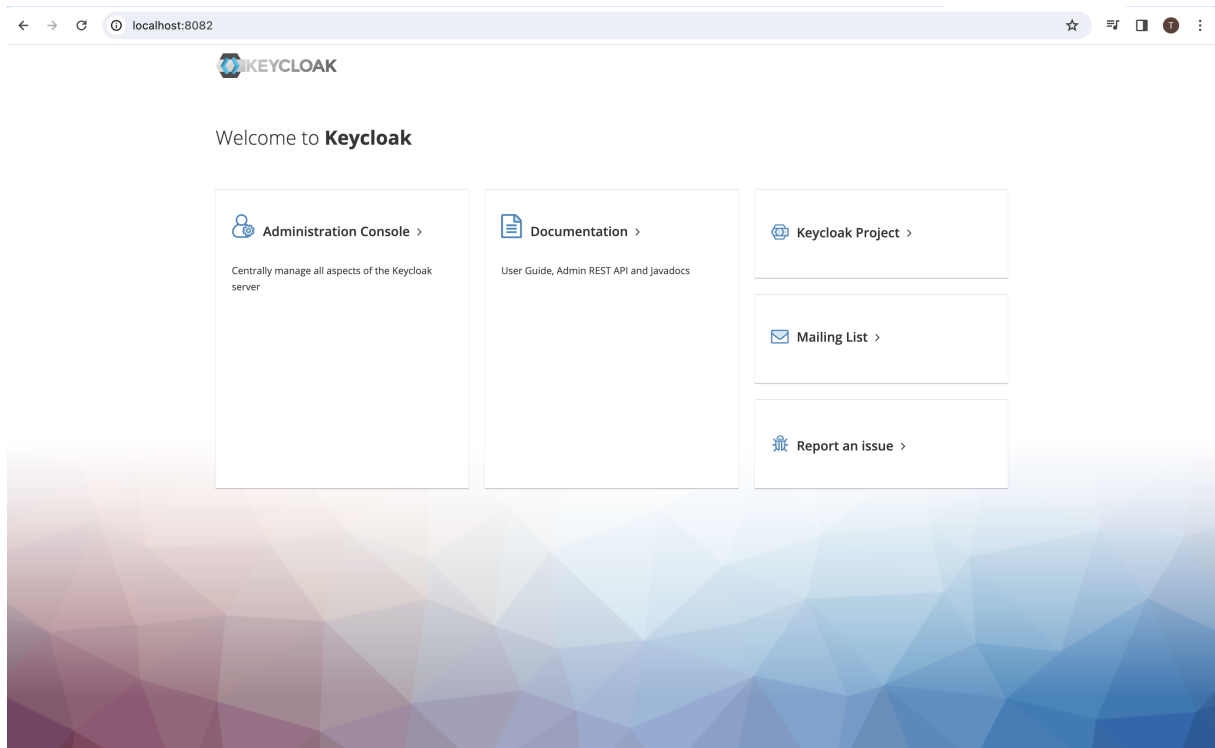 localhost:8082
T
KEYCLOAK
Welcome to Keycloak
Administration Console
Centrally manage all aspects of the Keycloak
server
Documentation
User Guide, Admin REST API and Javadocs
Keycloak Project
Mailing List
Report an issue